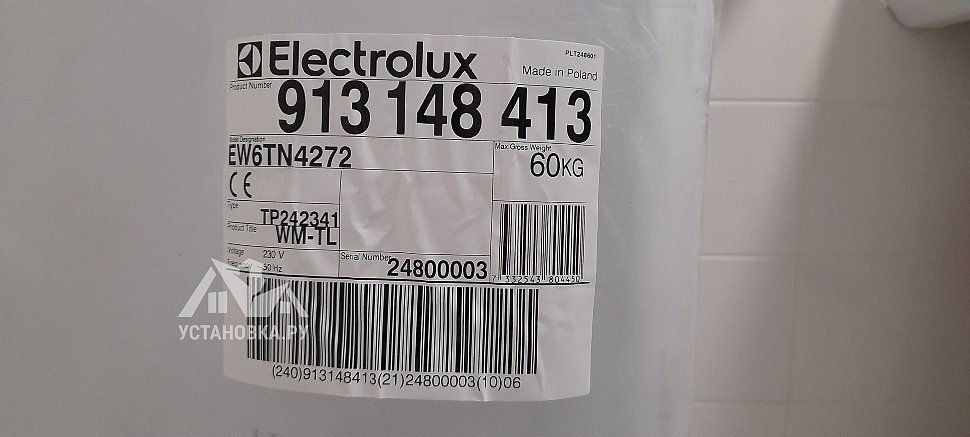 PLT248601
Electrolux
Made in Poland
Product Number
913 148 413
Model Designation
Max Gross Weight
EW6TN4272
60KG
CE
Type
TP242341
Product Title
WM-TL
Voltage 230 V
Serial Number
Frequency 50 Hz
24800003
7 332543 804450
УСТАНОВКА.РУ
(240)913148413(21)24800003(10)06